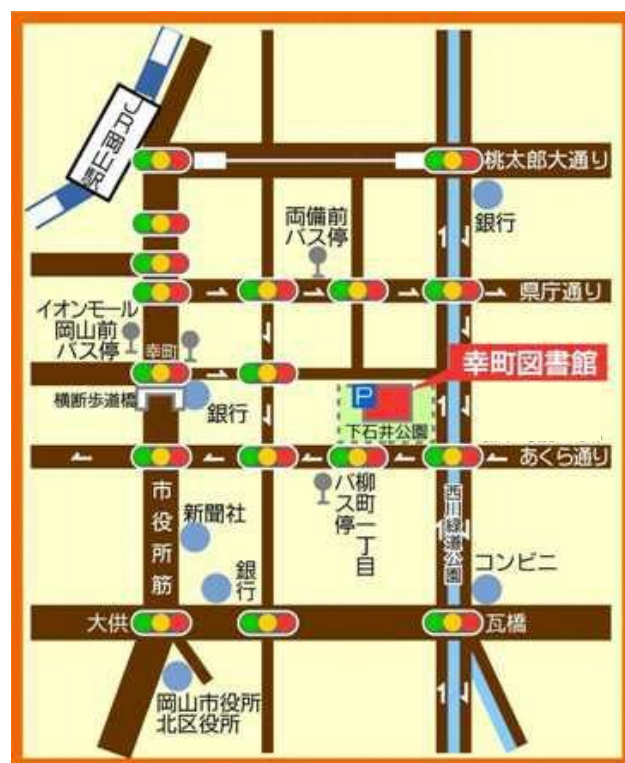 JR岡山駅
桃太郎大通り
銀行
両備前
バス停
県庁通り
イオンモール
岡山前
バス停
幸町
幸町図書館
P
横断歩道橋
銀行
下石井公園
あくら通り
柳町一丁目
バス停
市役所筋
新聞社
西川緑道公園
銀行
コンビニ
大供
瓦橋
岡山市役所
北区役所